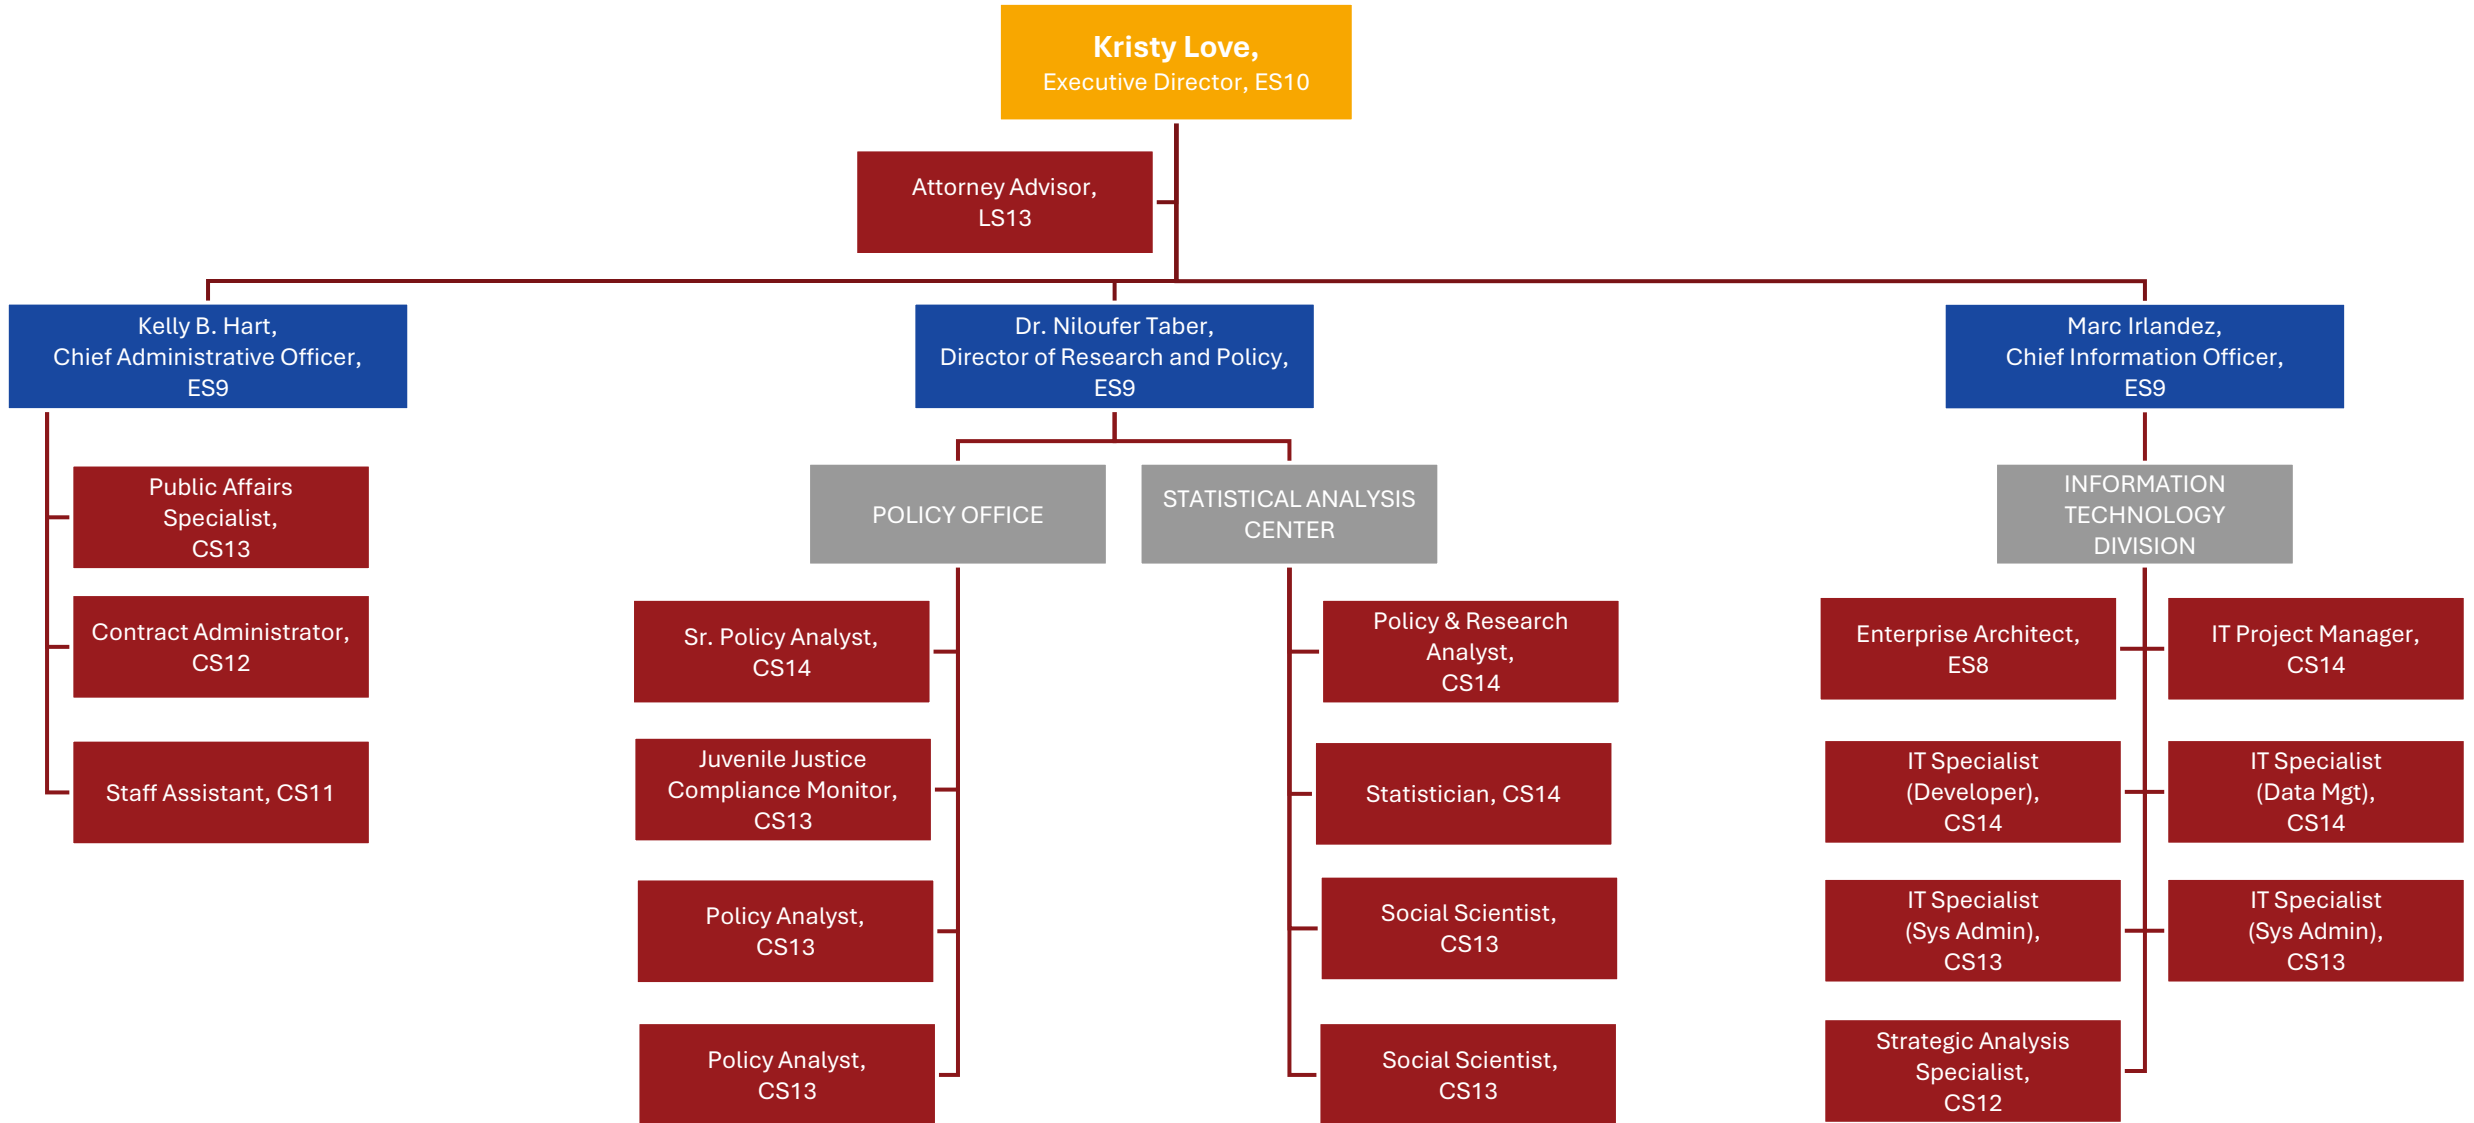 Kristy Love,
Executive Director, ES10
Attorney Advisor,
LS13
Kelly B. Hart,
Chief Administrative Officer,
ES9
Dr. Niloufer Taber,
Director of Research and Policy,
ES9
Marc Irlandez,
Chief Information Officer,
ES9
Public Affairs
Specialist,
CS13
Contract Administrator,
CS12
Staff Assistant, CS11
POLICY OFFICE
Sr. Policy Analyst,
CS14
Juvenile Justice
Compliance Monitor,
CS13
Policy Analyst,
CS13
Policy Analyst,
CS13
STATISTICAL ANALYSIS
CENTER
Policy & Research
Analyst,
CS14
Statistician, CS14
Social Scientist,
CS13
Social Scientist,
CS13
INFORMATION
TECHNOLOGY
DIVISION
Enterprise Architect,
ES8
IT Project Manager,
CS14
IT Specialist
(Developer),
CS14
IT Specialist
(Data Mgt),
CS14
IT Specialist
(Sys Admin),
CS13
IT Specialist
(Sys Admin),
CS13
Strategic Analysis
Specialist,
CS12